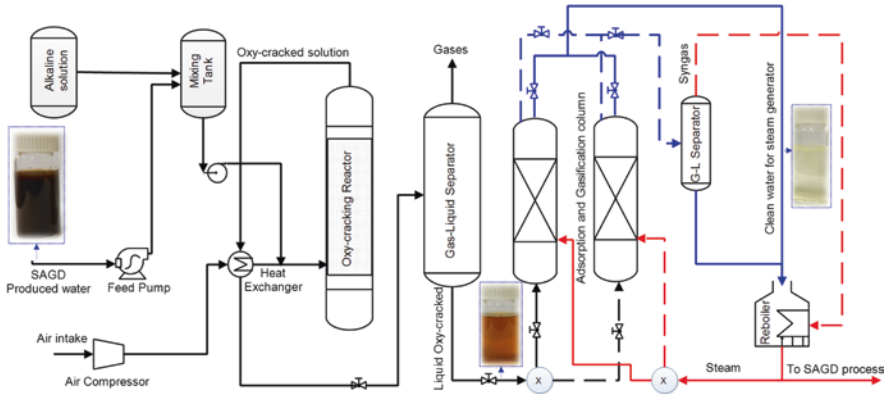 Alkaline
solution
Mixing
Tank
Oxy-cracked solution
SAGD
Produced water
Feed Pump
Air intake
Air Compressor
Heat
Exchanger
Oxy-cracking Reactor
Gases
Gas-Liquid Separator
Liquid Oxy-cracked
Adsorption and Gasification column
X
X
Syngas
G-L Separator
Clean water for steam generator
Reboiler
Steam
To SAGD process